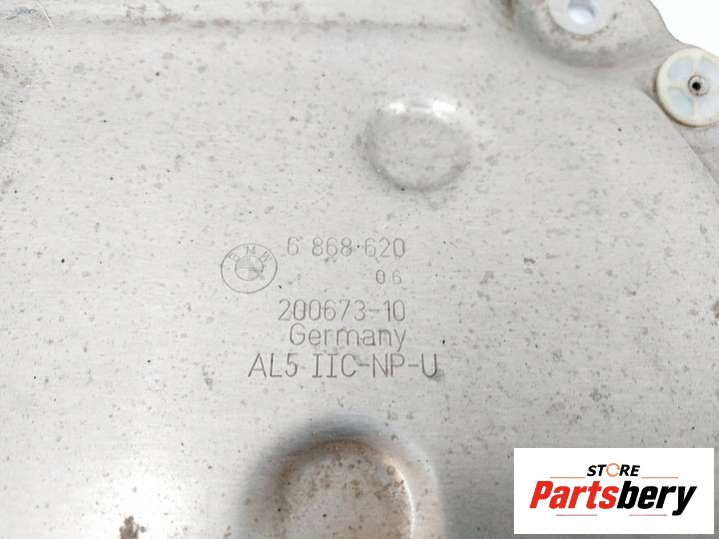 BMW
6 868 620
06
200673-10
Germany
AL5 IIC-NP-U
STORE
Partsbery